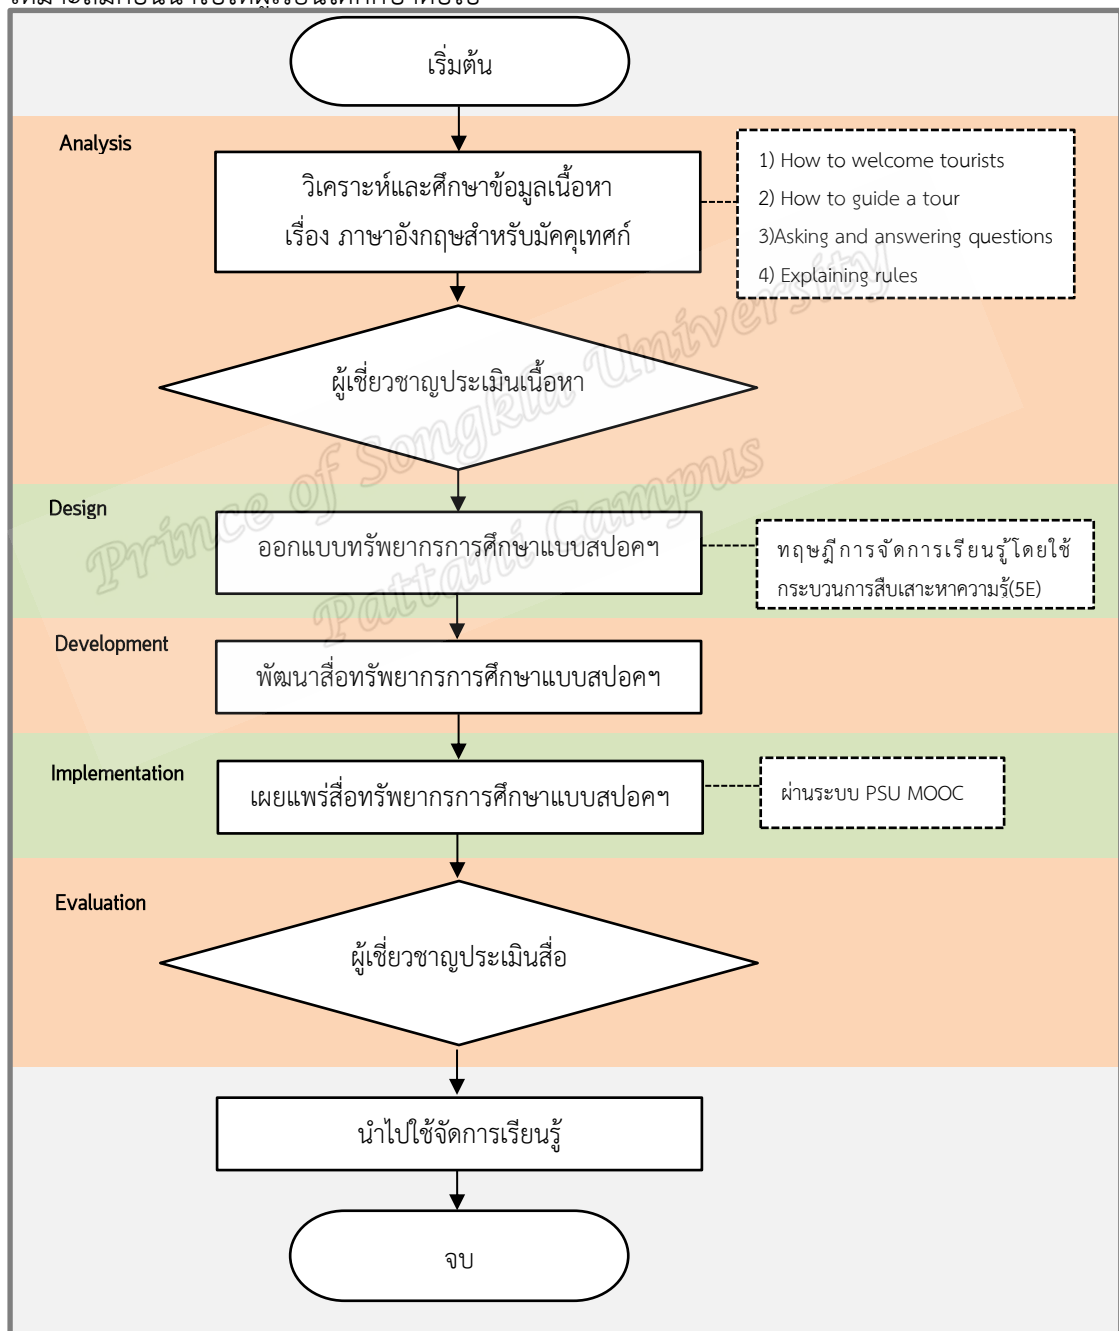 เริ่มต้น
Analysis
วิเคราะห์และศึกษาข้อมูลเนื้อหา
เรื่อง ภาษาอังกฤษสำหรับมัคคุเทศก์
1) How to welcome tourists
2) How to guide a tour
3)Asking and answering questions
4) Explaining rules
ผู้เชี่ยวชาญประเมินเนื้อหา
Prince of Songkla University
Pattani Campus
Design
ออกแบบทรัพยากรการศึกษาแบบสปอคฯ
ทฤษฎีการจัดการเรียนรู้โดยใช้
กระบวนการสืบเสาะหาความรู้(5E)
Development
พัฒนาสื่อทรัพยากรการศึกษาแบบสปอคฯ
Implementation
เผยแพร่สื่อทรัพยากรการศึกษาแบบสปอคฯ
ผ่านระบบ PSU MOOC
Evaluation
ผู้เชี่ยวชาญประเมินสื่อ
นำไปใช้จัดการเรียนรู้
จบ